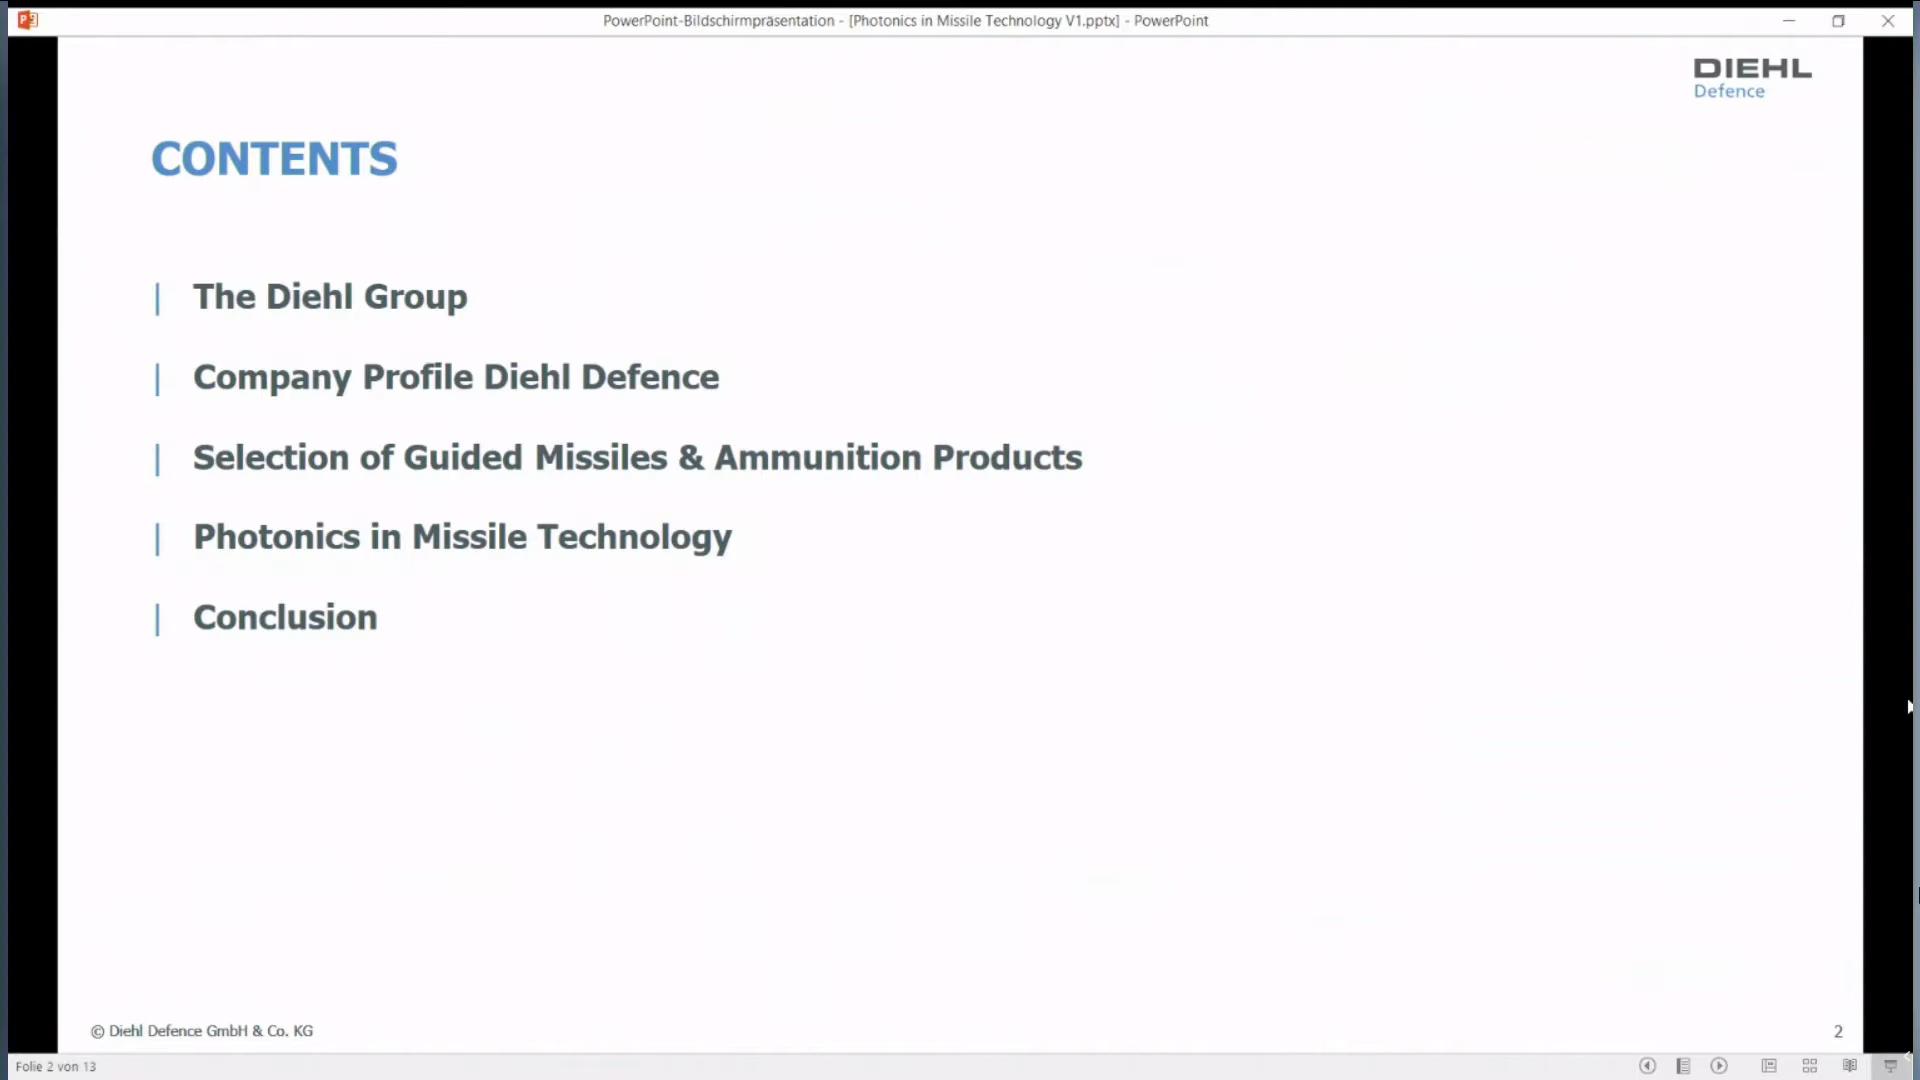 PowerPoint-Bildschirmpräsentation - [Photonics in Missile Technology V1.pptx] - PowerPoint
DIEHL
Defence
CONTENTS
| The Diehl Group
| Company Profile Diehl Defence
| Selection of Guided Missiles & Ammunition Products
| Photonics in Missile Technology
| Conclusion
© Diehl Defence GmbH & Co. KG
2
Folie 2 von 13